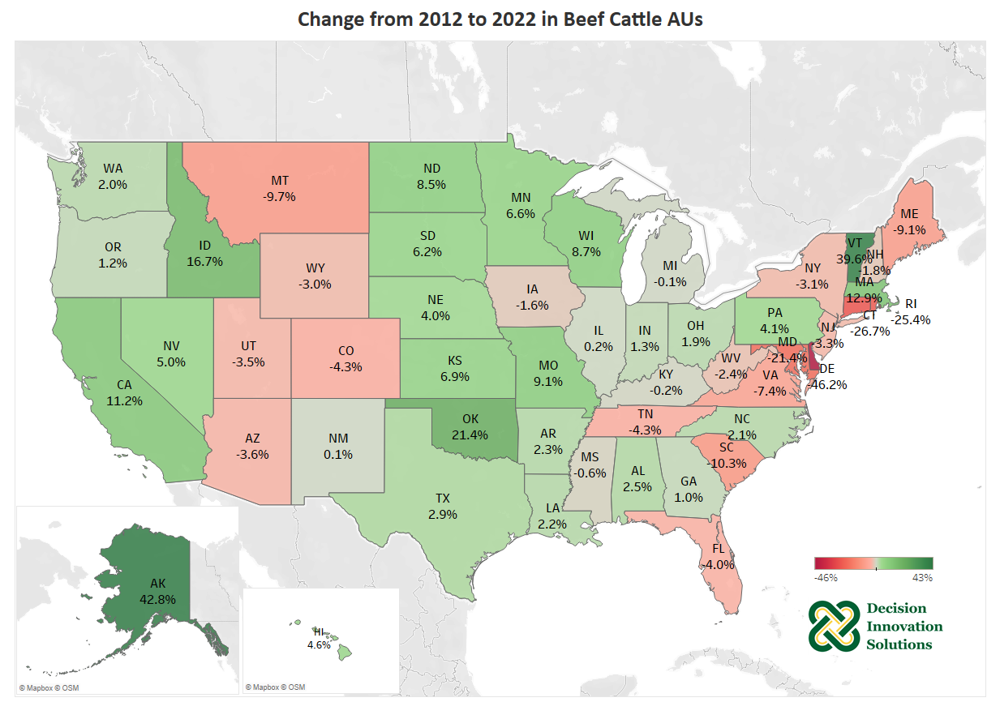 Change from 2012 to 2022 in Beef Cattle AUs
WA
2.0%
MT
-9.7%
ND
8.5%
MN
6.6%
OR
1.2%
ID
16.7%
WY
-3.0%
SD
6.2%
WI
8.7%
MI
-0.1%
ME
-9.1%
VT
39.6%
NH
-1.8%
NY
-3.1%
MA
12.9%
RI
-25.4%
CT
-26.7%
IA
-1.6%
NE
4.0%
PA
4.1%
NJ
-3.3%
NV
5.0%
UT
-3.5%
CO
-4.3%
KS
6.9%
MO
9.1%
IL
0.2%
IN
1.3%
OH
1.9%
WV
-2.4%
MD
-21.4%
DE
-46.2%
VA
-7.4%
KY
-0.2%
CA
11.2%
AZ
-3.6%
NM
0.1%
OK
21.4%
AR
2.3%
TN
-4.3%
NC
2.1%
SC
-10.3%
MS
-0.6%
AL
2.5%
GA
1.0%
TX
2.9%
LA
2.2%
FL
-4.0%
AK
42.8%
HI
4.6%
-46%
43%
Decision
Innovation
Solutions
© Mapbox © OSM
© Mapbox © OSM